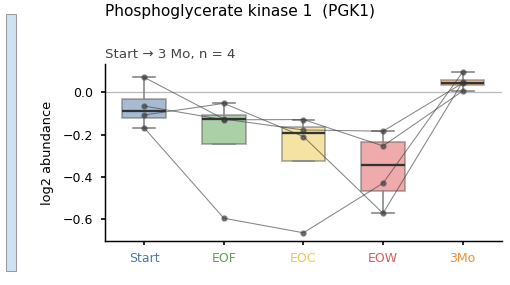 Phosphoglycerate kinase 1 (PGK1)
Start → 3 Mo, n = 4
log2 abundance
0.0
−0.2
−0.4
−0.6
Start EOF EOC EOW 3Mo